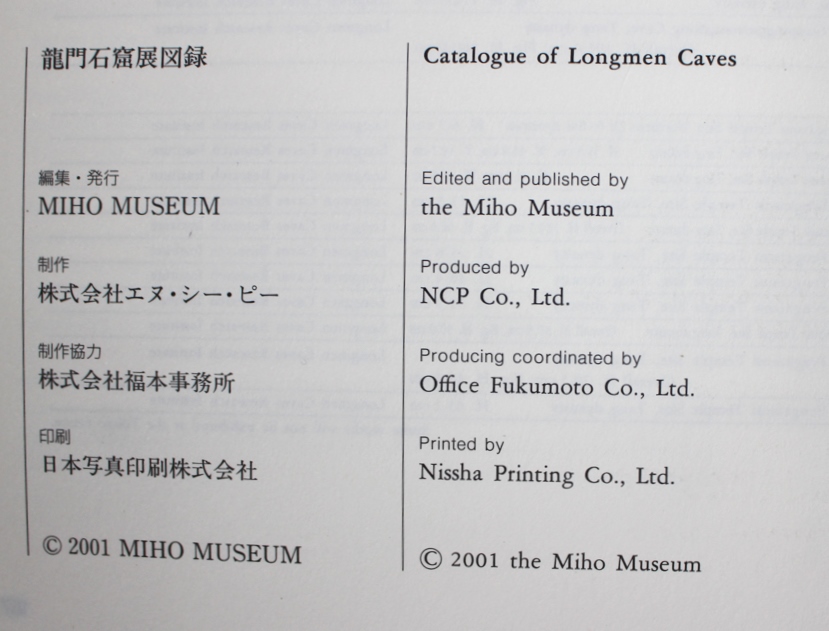 龍門石窟展図録
編集・発行
MIHO MUSEUM
制作
株式会社エヌ・シー・ピー
制作協力
株式会社福本事務所
印刷
日本写真印刷株式会社
© 2001 MIHO MUSEUM
Catalogue of Longmen Caves
Edited and published by
the Miho Museum
Produced by
NCP Co., Ltd.
Producing coordinated by
Office Fukumoto Co., Ltd.
Printed by
Nissha Printing Co., Ltd.
© 2001 the Miho Museum